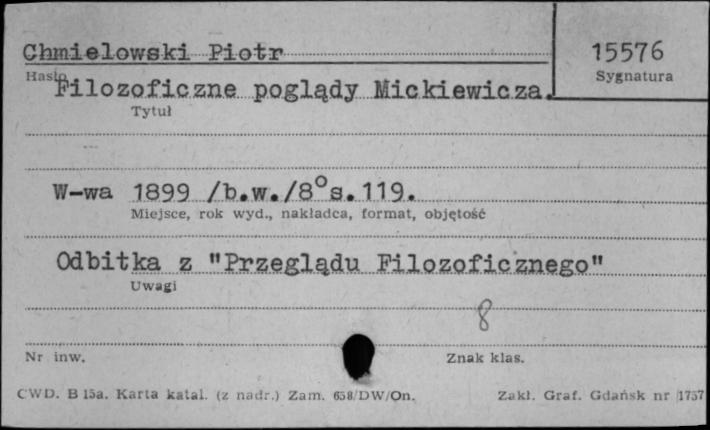 Chmielowski Piotr
15576
Hasło
Sygnatura
Filozoficzne poglądy Mickiewicza.
Tytuł
W-wa 1899 /b.w./8°s.119.
Miejsce, rok wyd., nakładca, format, objętość
Odbitka z "Przeglądu Filozoficznego"
Uwagi
8
Nr inw.
Znak klas.
CWD. B 15a. Karta katal. (z nadr.) Zam. 658/DW/On.
Zakł. Graf. Gdańsk nr 1757